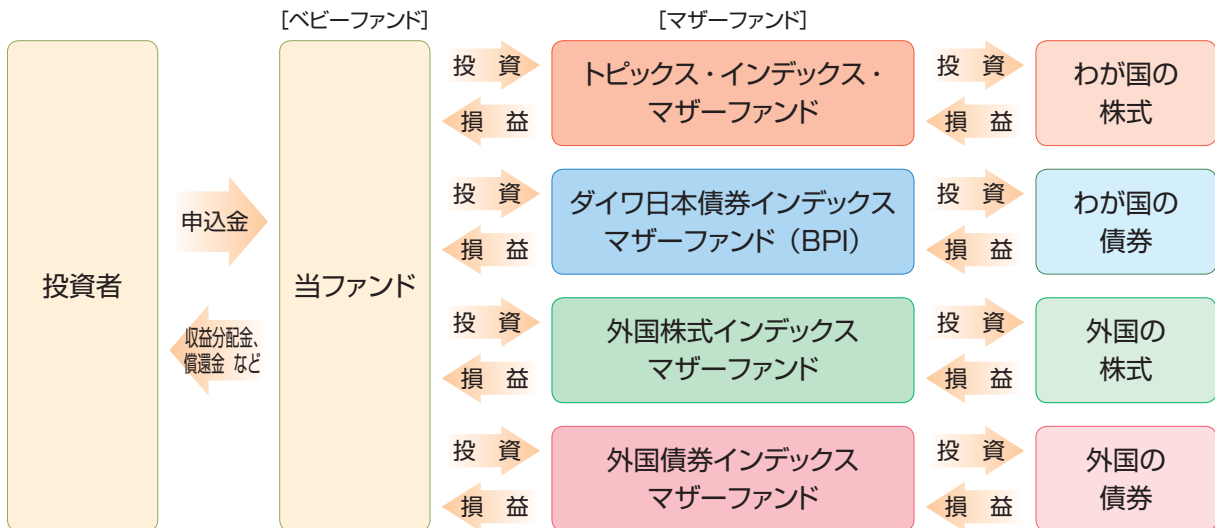 [ベビーファンド]
[マザーファンド]
投資者
申込金
収益分配金、
償還金 など
当ファンド
投 資
損 益
トピックス・インデックス・
マザーファンド
投 資
損 益
わが国の
株式
投 資
損 益
ダイワ日本債券インデックス
マザーファンド（BPI）
投 資
損 益
わが国の
債券
投 資
損 益
外国株式インデックス
マザーファンド
投 資
損 益
外国の
株式
投 資
損 益
外国債券インデックス
マザーファンド
投 資
損 益
外国の
債券